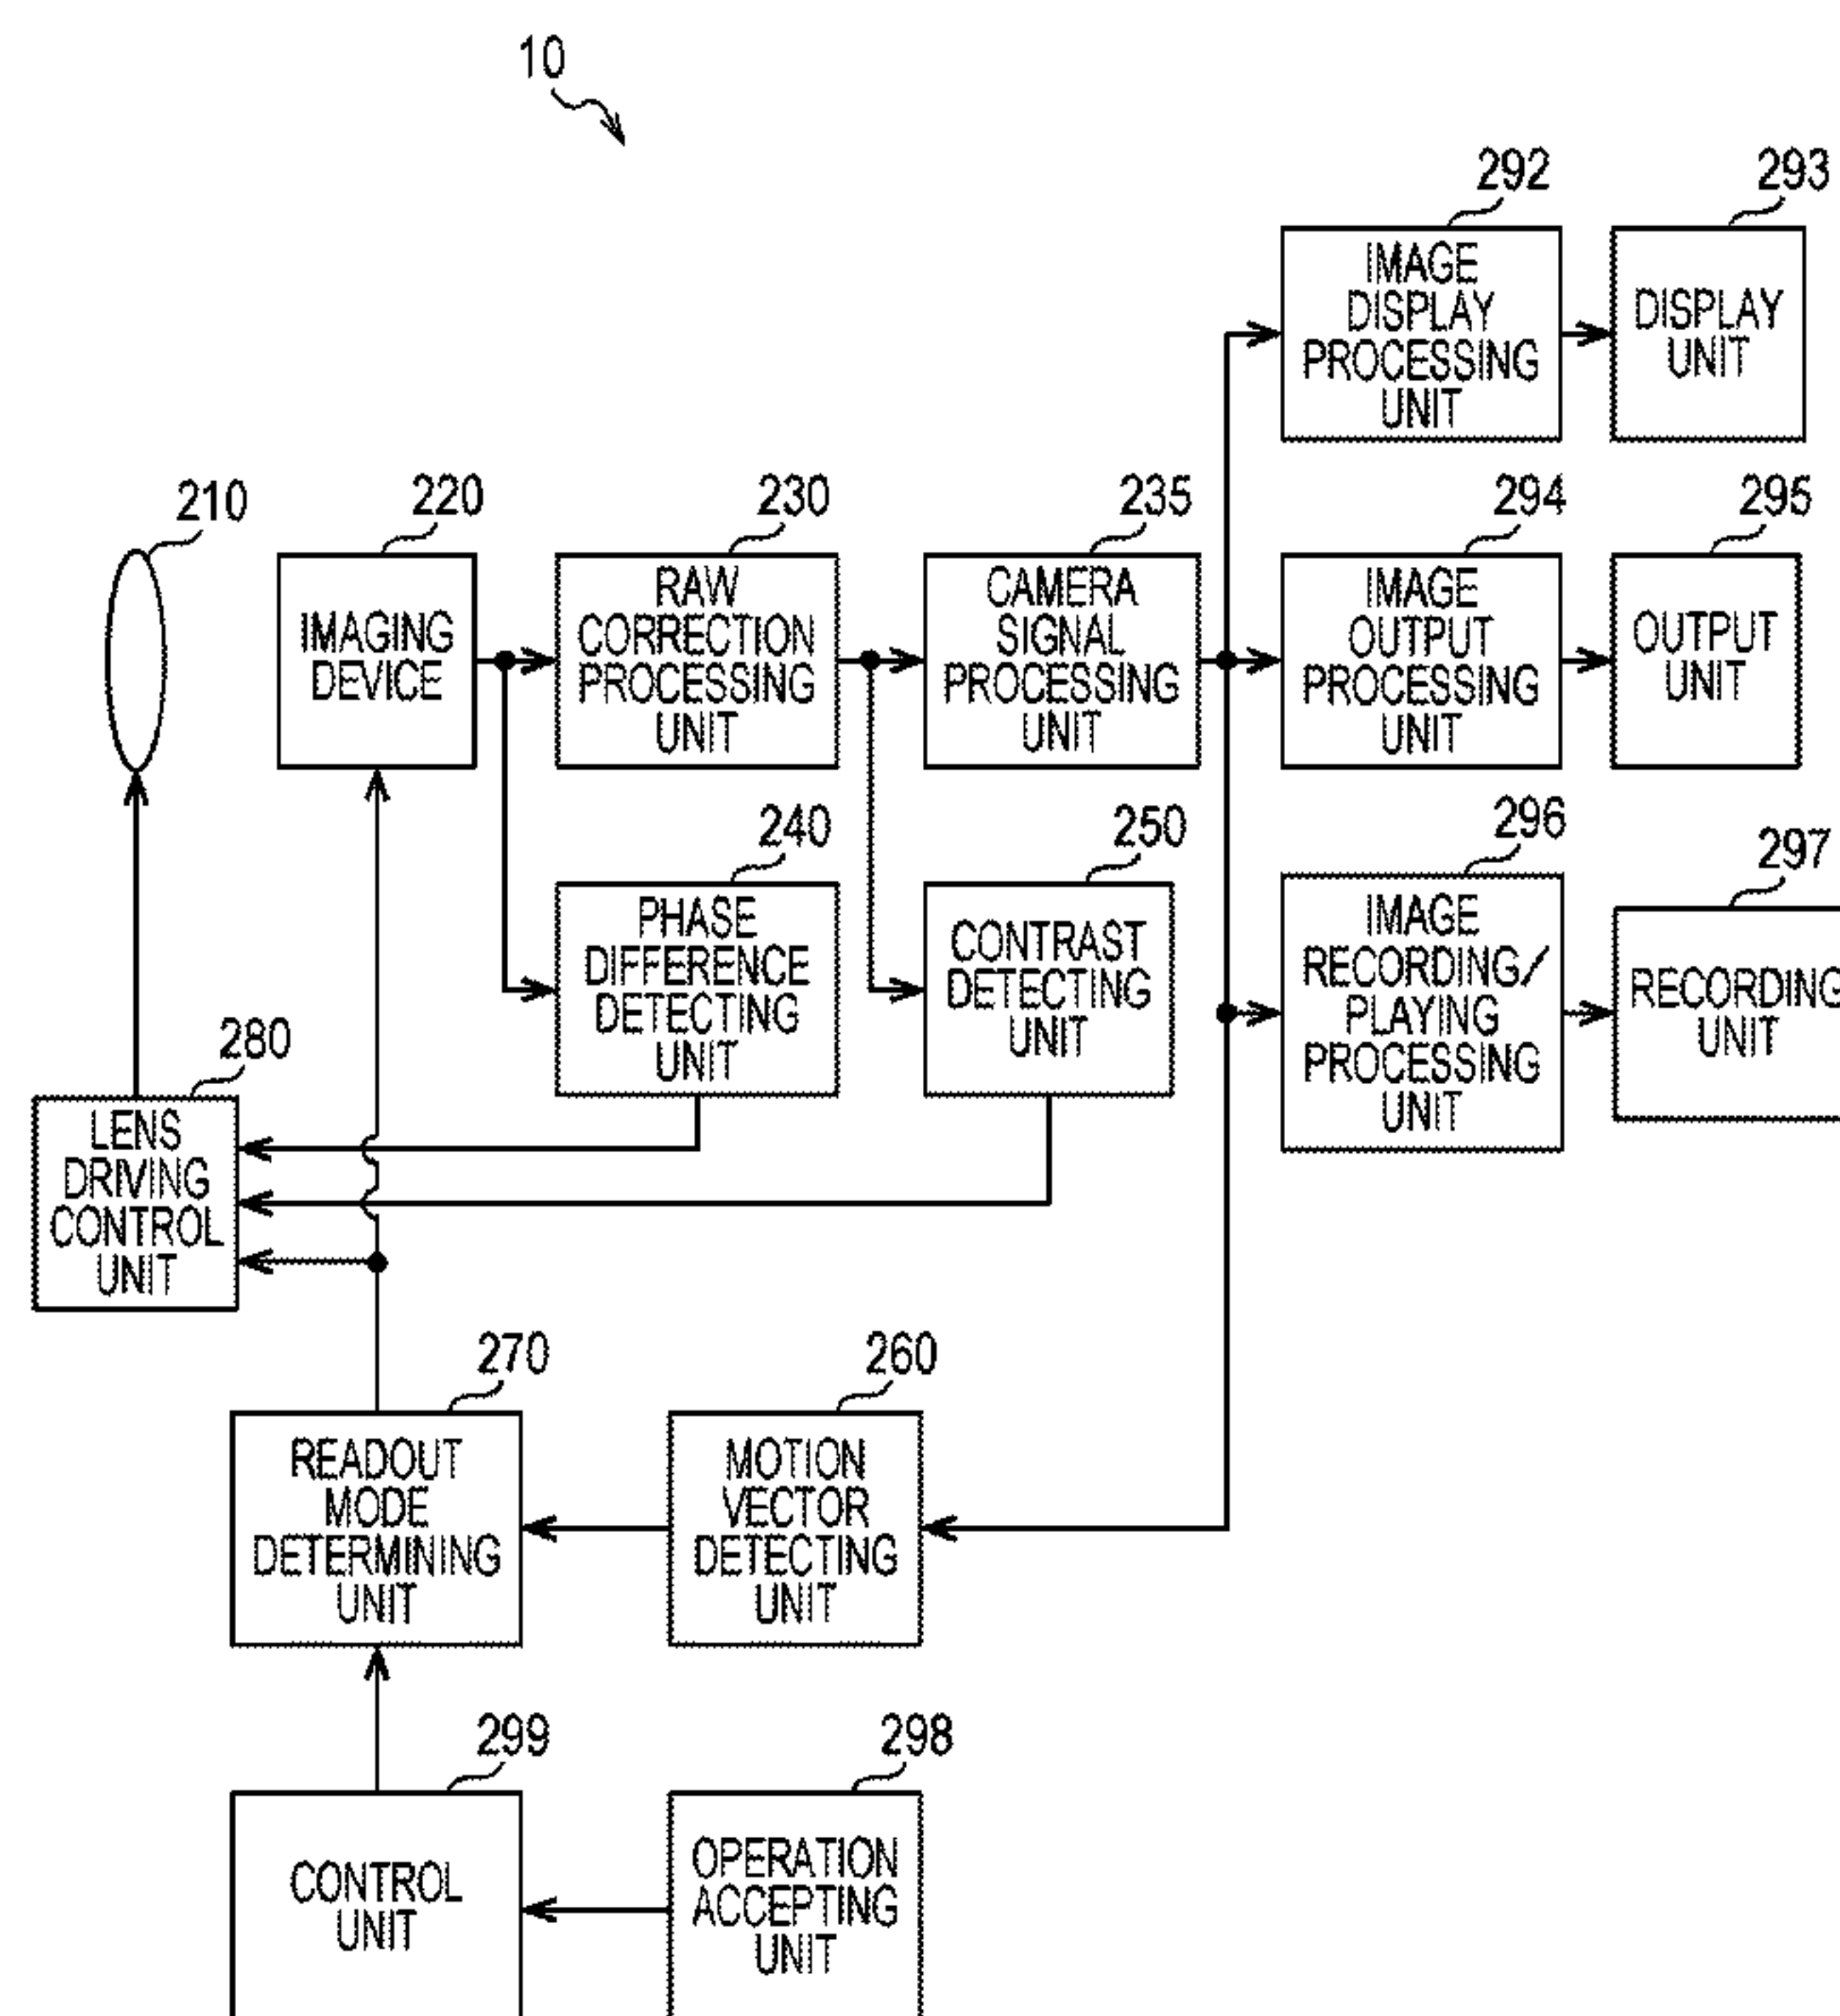 10
292
293
IMAGE
DISPLAY
PROCESSING
UNIT
DISPLAY
UNIT
210
220
230
235
294
295
IMAGING
DEVICE
RAW
CORRECTION
PROCESSING
UNIT
CAMERA
SIGNAL
PROCESSING
UNIT
IMAGE
OUTPUT
PROCESSING
UNIT
OUTPUT
UNIT
240
250
296
297
PHASE
DIFFERENCE
DETECTING
UNIT
CONTRAST
DETECTING
UNIT
IMAGE
RECORDING/
PLAYING
PROCESSING
UNIT
RECORDING
UNIT
280
LENS
DRIVING
CONTROL
UNIT
270
260
READOUT
MODE
DETERMINING
UNIT
MOTION
VECTOR
DETECTING
UNIT
299
298
CONTROL
UNIT
OPERATION
ACCEPTING
UNIT